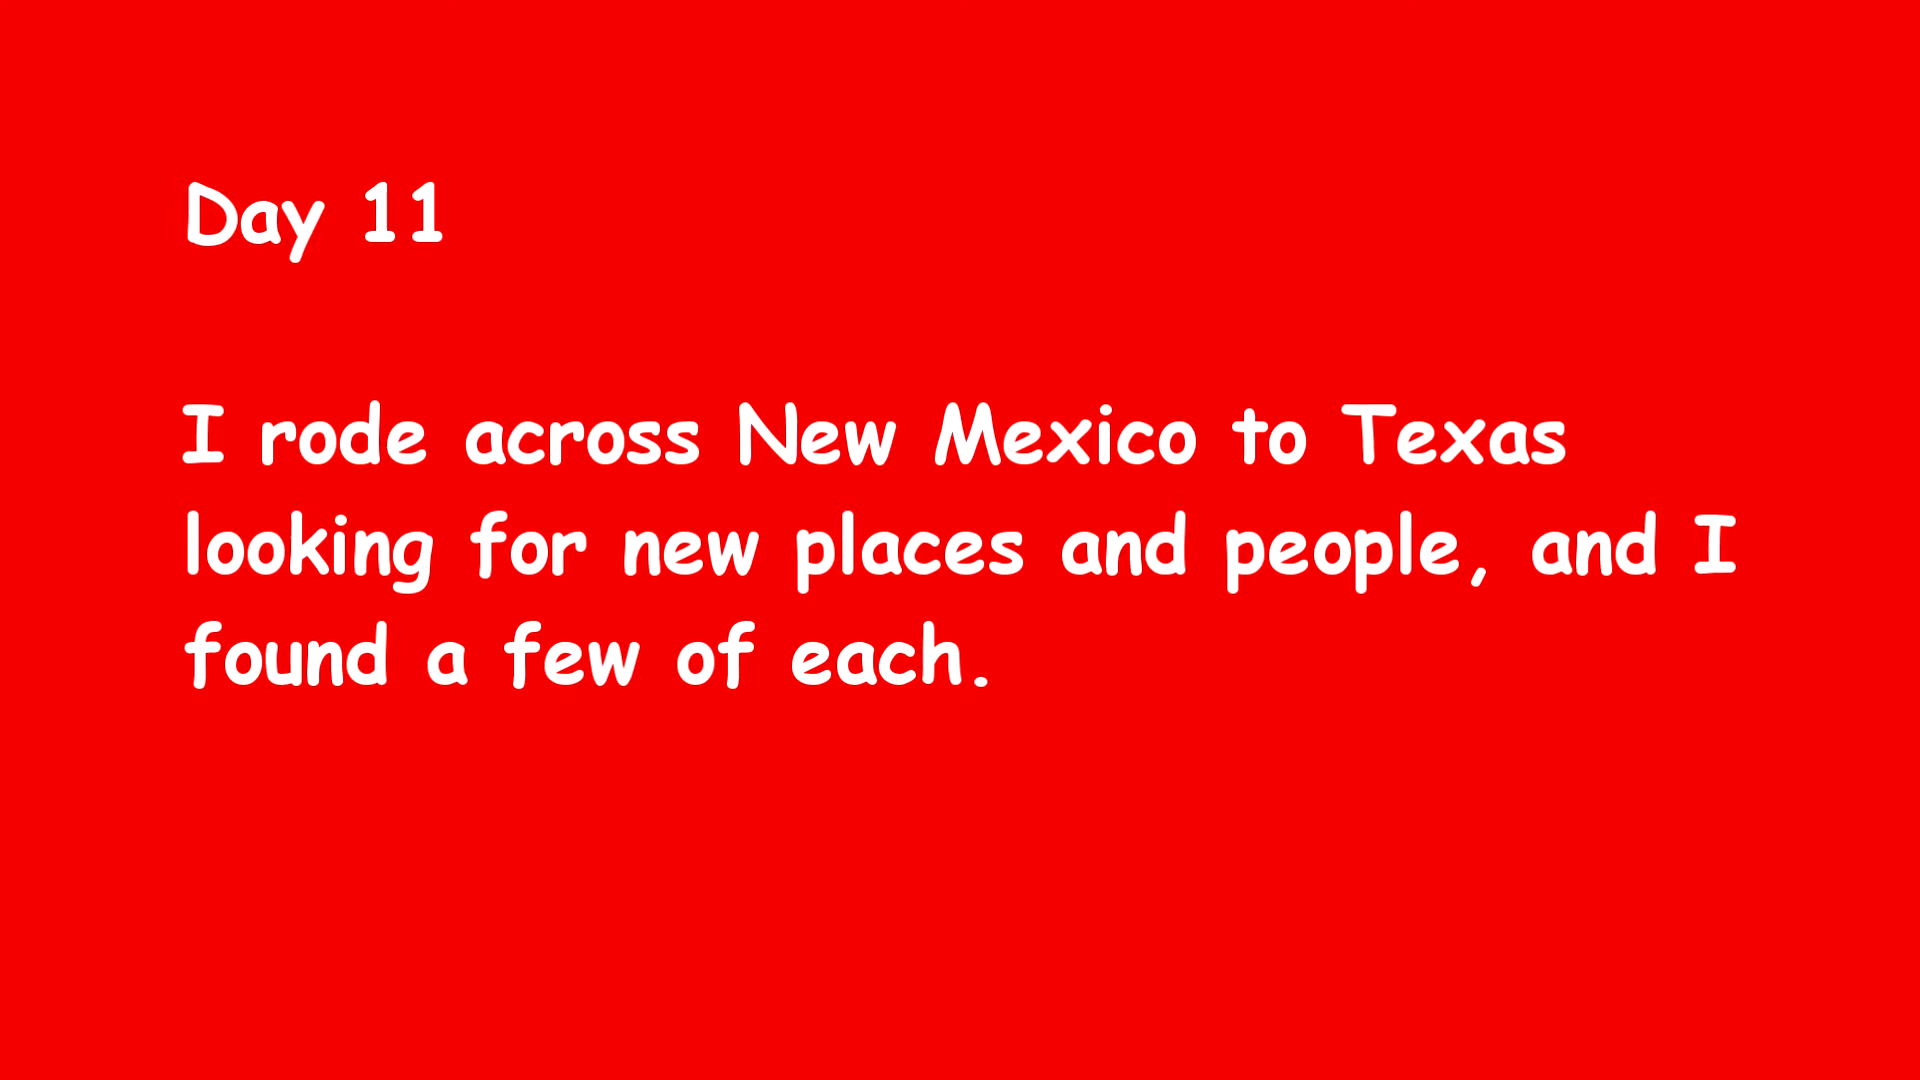 Day 11
I rode across New Mexico to Texas
looking for new places and people, and I
found a few of each.